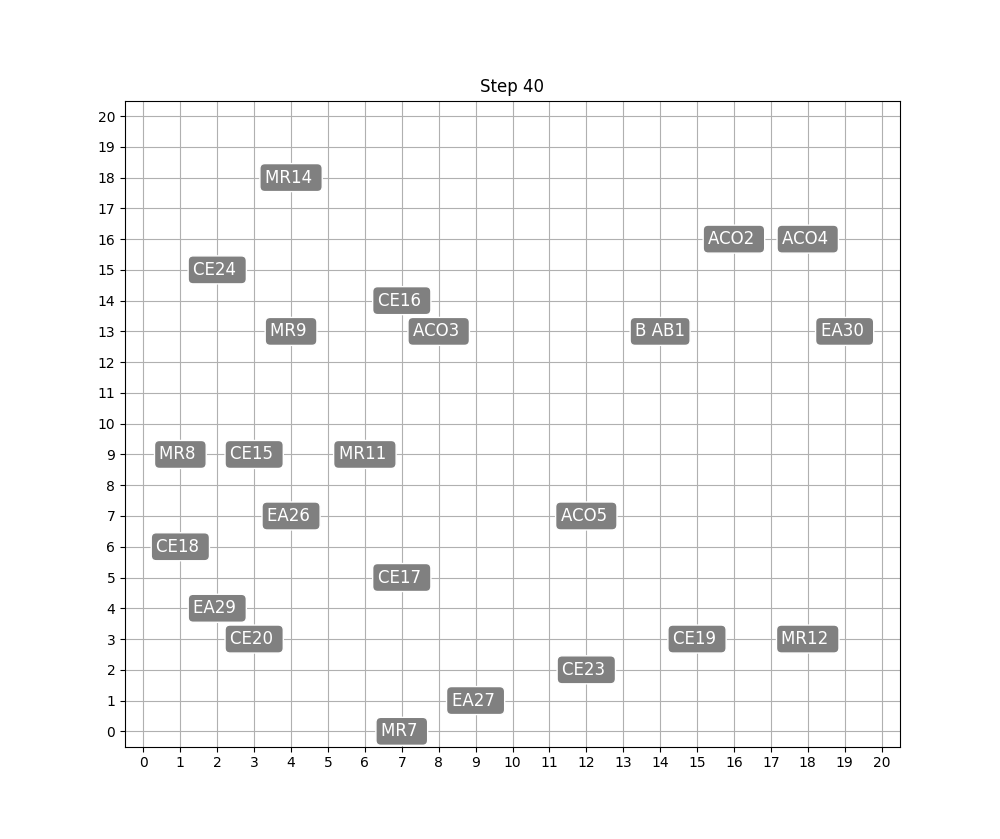 Step 40
20
19
18 MR14
17
16 ACO2 ACO4
15 CE24
14 CE16
13 MR9 ACO3 B AB1 EA30
12
11
10
9 MR8 CE15 MR11
8
7 EA26 ACO5
6 CE18
5 CE17
4 EA29
3 CE20 CE19 MR12
2 CE23
1 EA27
0 MR7
0 1 2 3 4 5 6 7 8 9 10 11 12 13 14 15 16 17 18 19 20